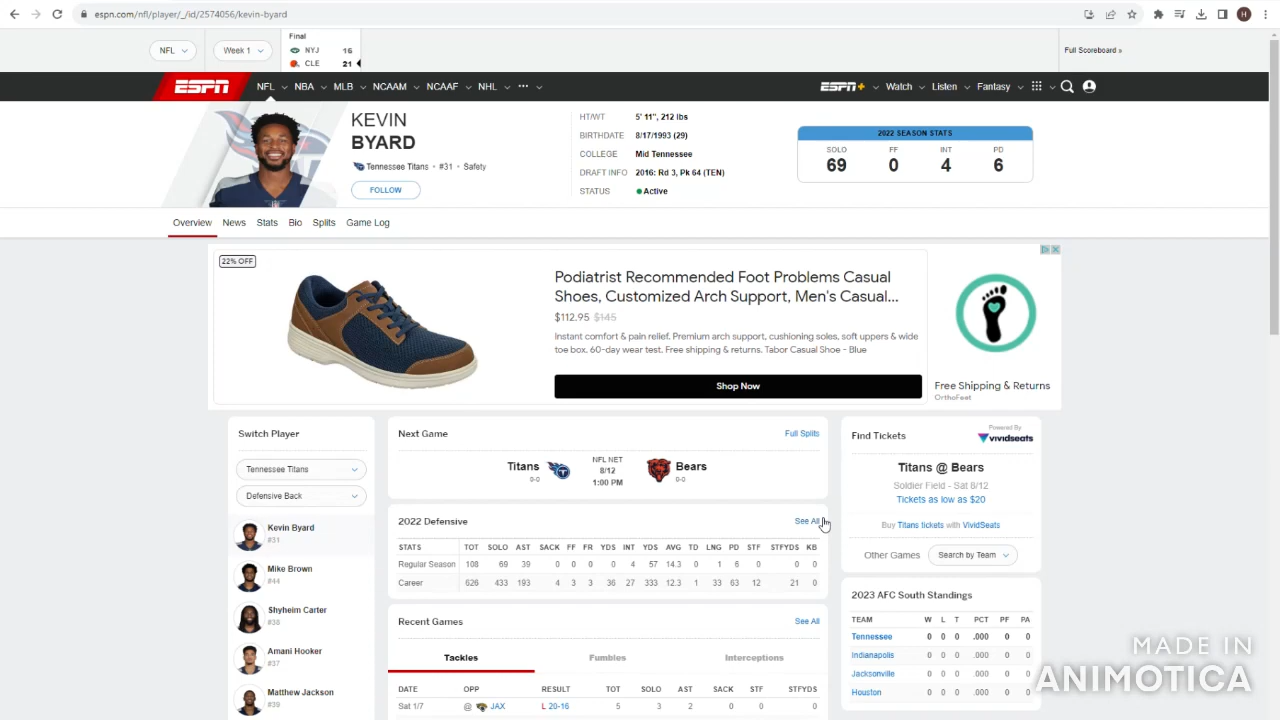 espn.com/nfl/player/_/id/2574056/kevin-byard
H
NFL
Week 1
Final
NYJ 16
CLE 21
Full Scoreboard »
ESPN
NFL NBA MLB NCAAM NCAAF NHL
ESPN+ Watch Listen Fantasy
KEVIN
BYARD
Tennessee Titans • #31 • Safety
FOLLOW
HT/WT 5' 11", 212 lbs
BIRTHDATE 8/17/1993 (29)
COLLEGE Mid Tennessee
DRAFT INFO 2016: Rd 3, Pk 64 (TEN)
STATUS Active
2022 SEASON STATS
SOLO FF INT PD
69 0 4 6
Overview News Stats Bio Splits Game Log
22% OFF
Podiatrist Recommended Foot Problems Casual
Shoes, Customized Arch Support, Men's Casual...
$112.95 $145
Instant comfort & pain relief. Premium arch support, cushioning soles, soft uppers & wide
toe box. 60-day wear test. Free shipping & returns. Tabor Casual Shoe - Blue
Shop Now
Free Shipping & Returns
OrthoFeet
Switch Player
Tennessee Titans
Defensive Back
Kevin Byard
#31
Mike Brown
#44
Shyheim Carter
#36
Amani Hooker
#37
Matthew Jackson
#39
Next Game Full Splits
Titans
0-0
NFL NET
8/12
1:00 PM
Bears
0-0
2022 Defensive See All
STATS TOT SOLO AST SACK FF FR YDS INT YDS AVG TD LNG PD STF STFYDS KB
Regular Season 108 69 39 0 0 0 0 4 57 14.3 0 1 6 0 0 0
Career 626 433 193 4 3 3 36 27 333 12.3 1 33 63 12 21 0
Recent Games See All
Tackles Fumbles Interceptions
DATE OPP RESULT TOT SOLO AST SACK STF STFYDS
Sat 1/7 @ JAX L 20-16 5 3 2 0 0 0
Find Tickets
Powered By
vividseats
Titans @ Bears
Soldier Field - Sat 8/12
Tickets as low as $20
Buy Titans tickets with VividSeats
Other Games Search by Team
2023 AFC South Standings
TEAM W L T PCT PF PA
Tennessee 0 0 0 .000 0 0
Indianapolis 0 0 0 .000 0 0
Jacksonville 0 0 0 .000 0 0
Houston 0 0 0 .000 0 0
MADE IN
ANIMOTICA